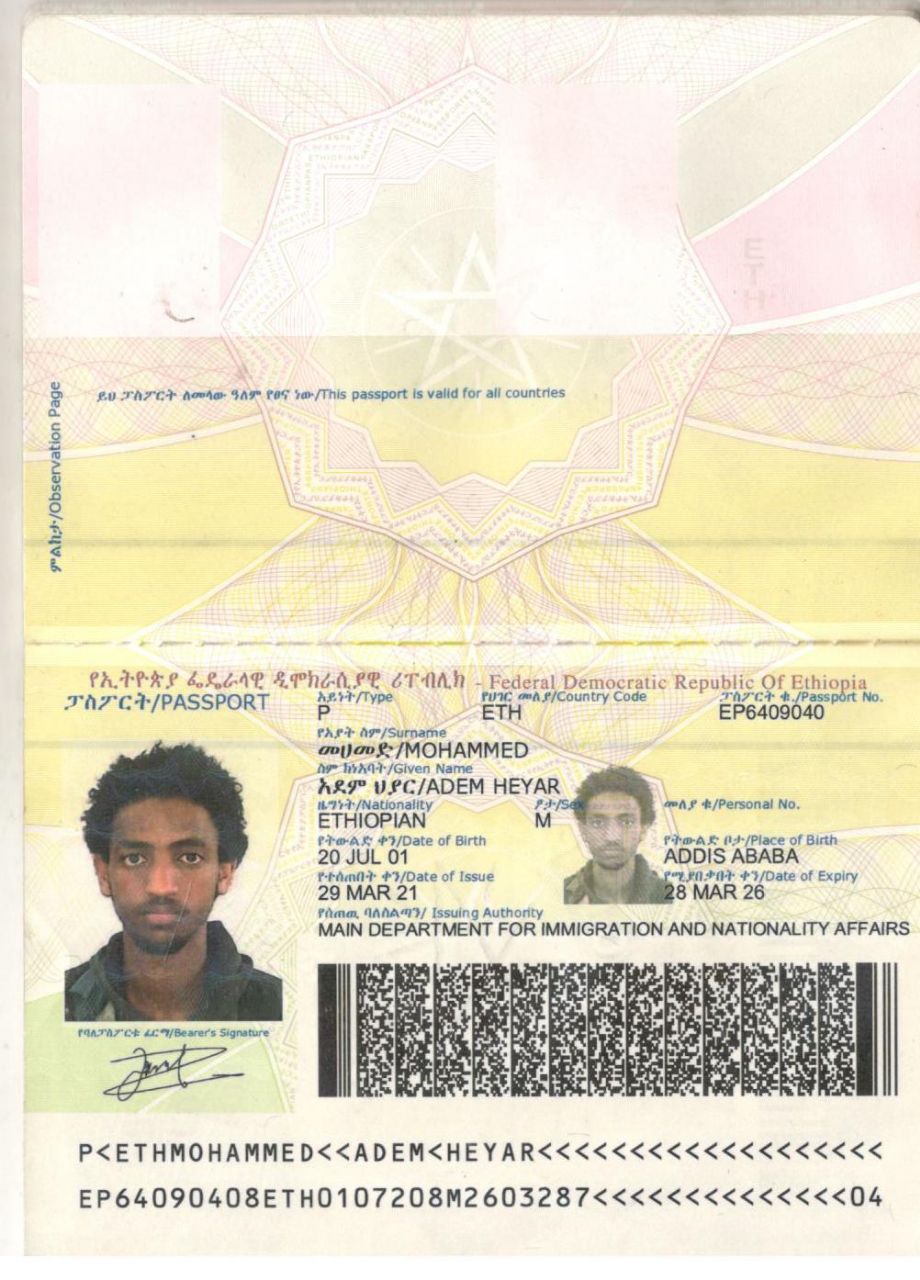 ምልከታ/Observation Page
ይህ ፓስፖርት ለመላው ዓለም የፀና ነው/This passport is valid for all countries
ETH
የኢትዮጵያ ፌዴራላዊ ዲሞክራሲያዊ ሪፐብሊክ - Federal Democratic Republic Of Ethiopia
ፓስፖርት/PASSPORT
አይነት/Type የሀገር መለያ/Country Code ፓስፖርት ቁ./Passport No.
P ETH EP6409040
የአያት ስም/Surname
መሀመድ/MOHAMMED
ስም ከነአባት/Given Name
አደም ህያር/ADEM HEYAR
ዜግነት/Nationality ፆታ/Sex መለያ ቁ/Personal No.
ETHIOPIAN M
የትውልድ ቀን/Date of Birth የትውልድ ቦታ/Place of Birth
20 JUL 01 ADDIS ABABA
የተሰጠበት ቀን/Date of Issue የሚያበቃበት ቀን/Date of Expiry
29 MAR 21 28 MAR 26
የሰጠዉ ባለስልጣን/ Issuing Authority
MAIN DEPARTMENT FOR IMMIGRATION AND NATIONALITY AFFAIRS
የባለፓስፖርቱ ፊርማ/Bearer's Signature
P<ETHMOHAMMED<<ADEM<HEYAR<<<<<<<<<<<<<<<<<<<
EP64090408ETH0107208M2603287<<<<<<<<<<<<<<04